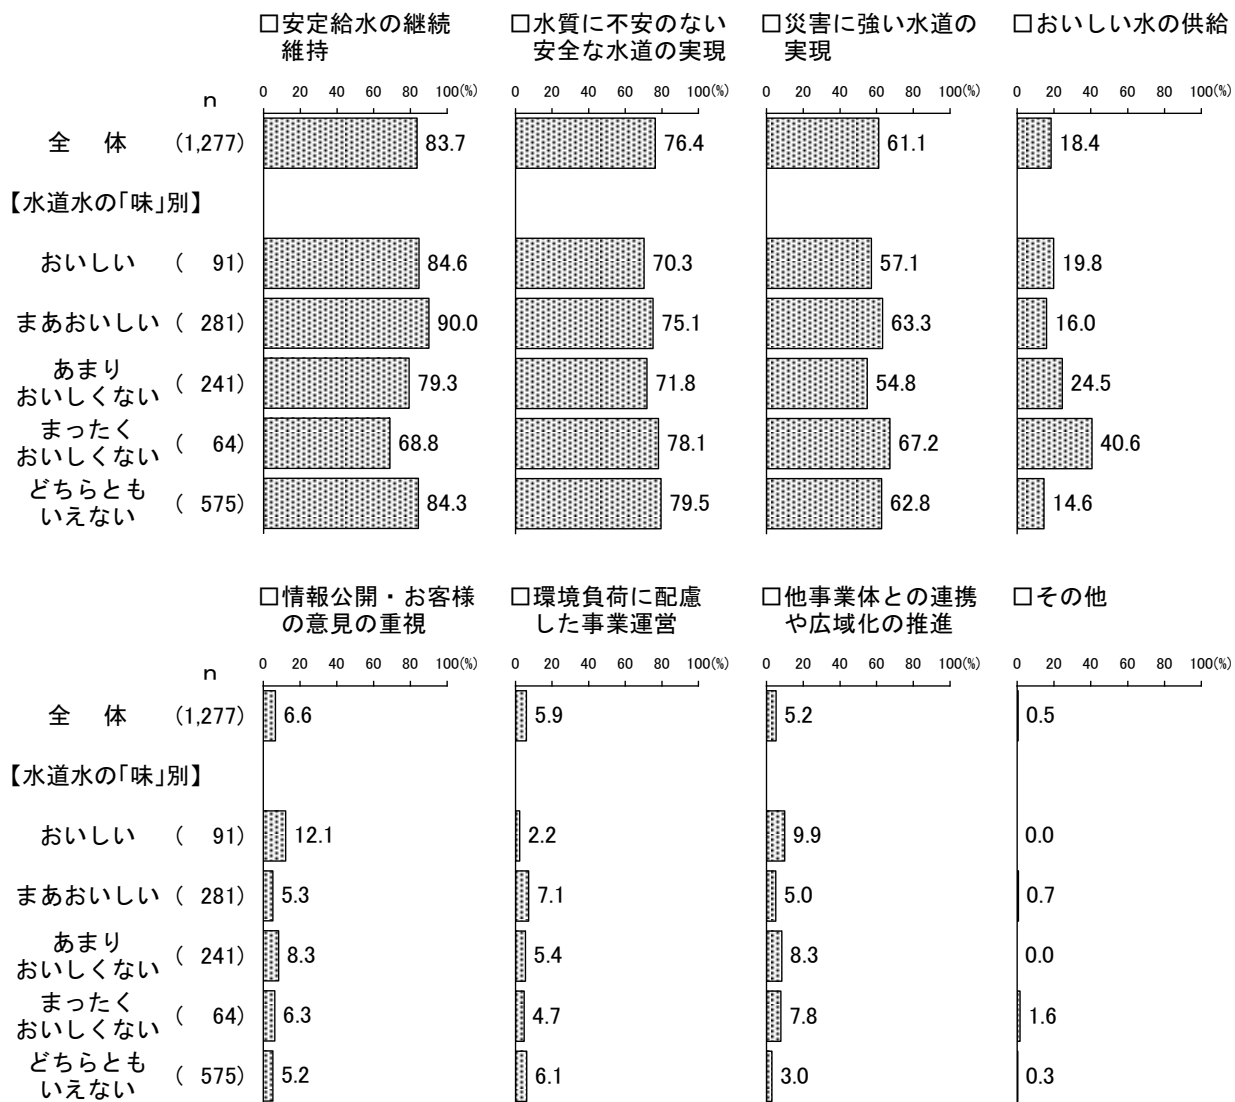 □安定給水の継続
維持
□水質に不安のない
安全な水道の実現
□災害に強い水道の
実現
□おいしい水の供給
n
0 20 40 60 80 100(%)
0 20 40 60 80 100(%)
0 20 40 60 80 100(%)
0 20 40 60 80 100(%)
全 体 (1,277) 83.7 76.4 61.1 18.4
【水道水の「味」別】
おいしい ( 91) 84.6 70.3 57.1 19.8
まあおいしい ( 281) 90.0 75.1 63.3 16.0
あまり
おいしくない ( 241) 79.3 71.8 54.8 24.5
まったく
おいしくない ( 64) 68.8 78.1 67.2 40.6
どちらとも
いえない ( 575) 84.3 79.5 62.8 14.6
□情報公開・お客様
の意見の重視
□環境負荷に配慮
した事業運営
□他事業体との連携
や広域化の推進
□その他
n
0 20 40 60 80 100(%)
0 20 40 60 80 100(%)
0 20 40 60 80 100(%)
0 20 40 60 80 100(%)
全 体 (1,277) 6.6 5.9 5.2 0.5
【水道水の「味」別】
おいしい ( 91) 12.1 2.2 9.9 0.0
まあおいしい ( 281) 5.3 7.1 5.0 0.7
あまり
おいしくない ( 241) 8.3 5.4 8.3 0.0
まったく
おいしくない ( 64) 6.3 4.7 7.8 1.6
どちらとも
いえない ( 575) 5.2 6.1 3.0 0.3